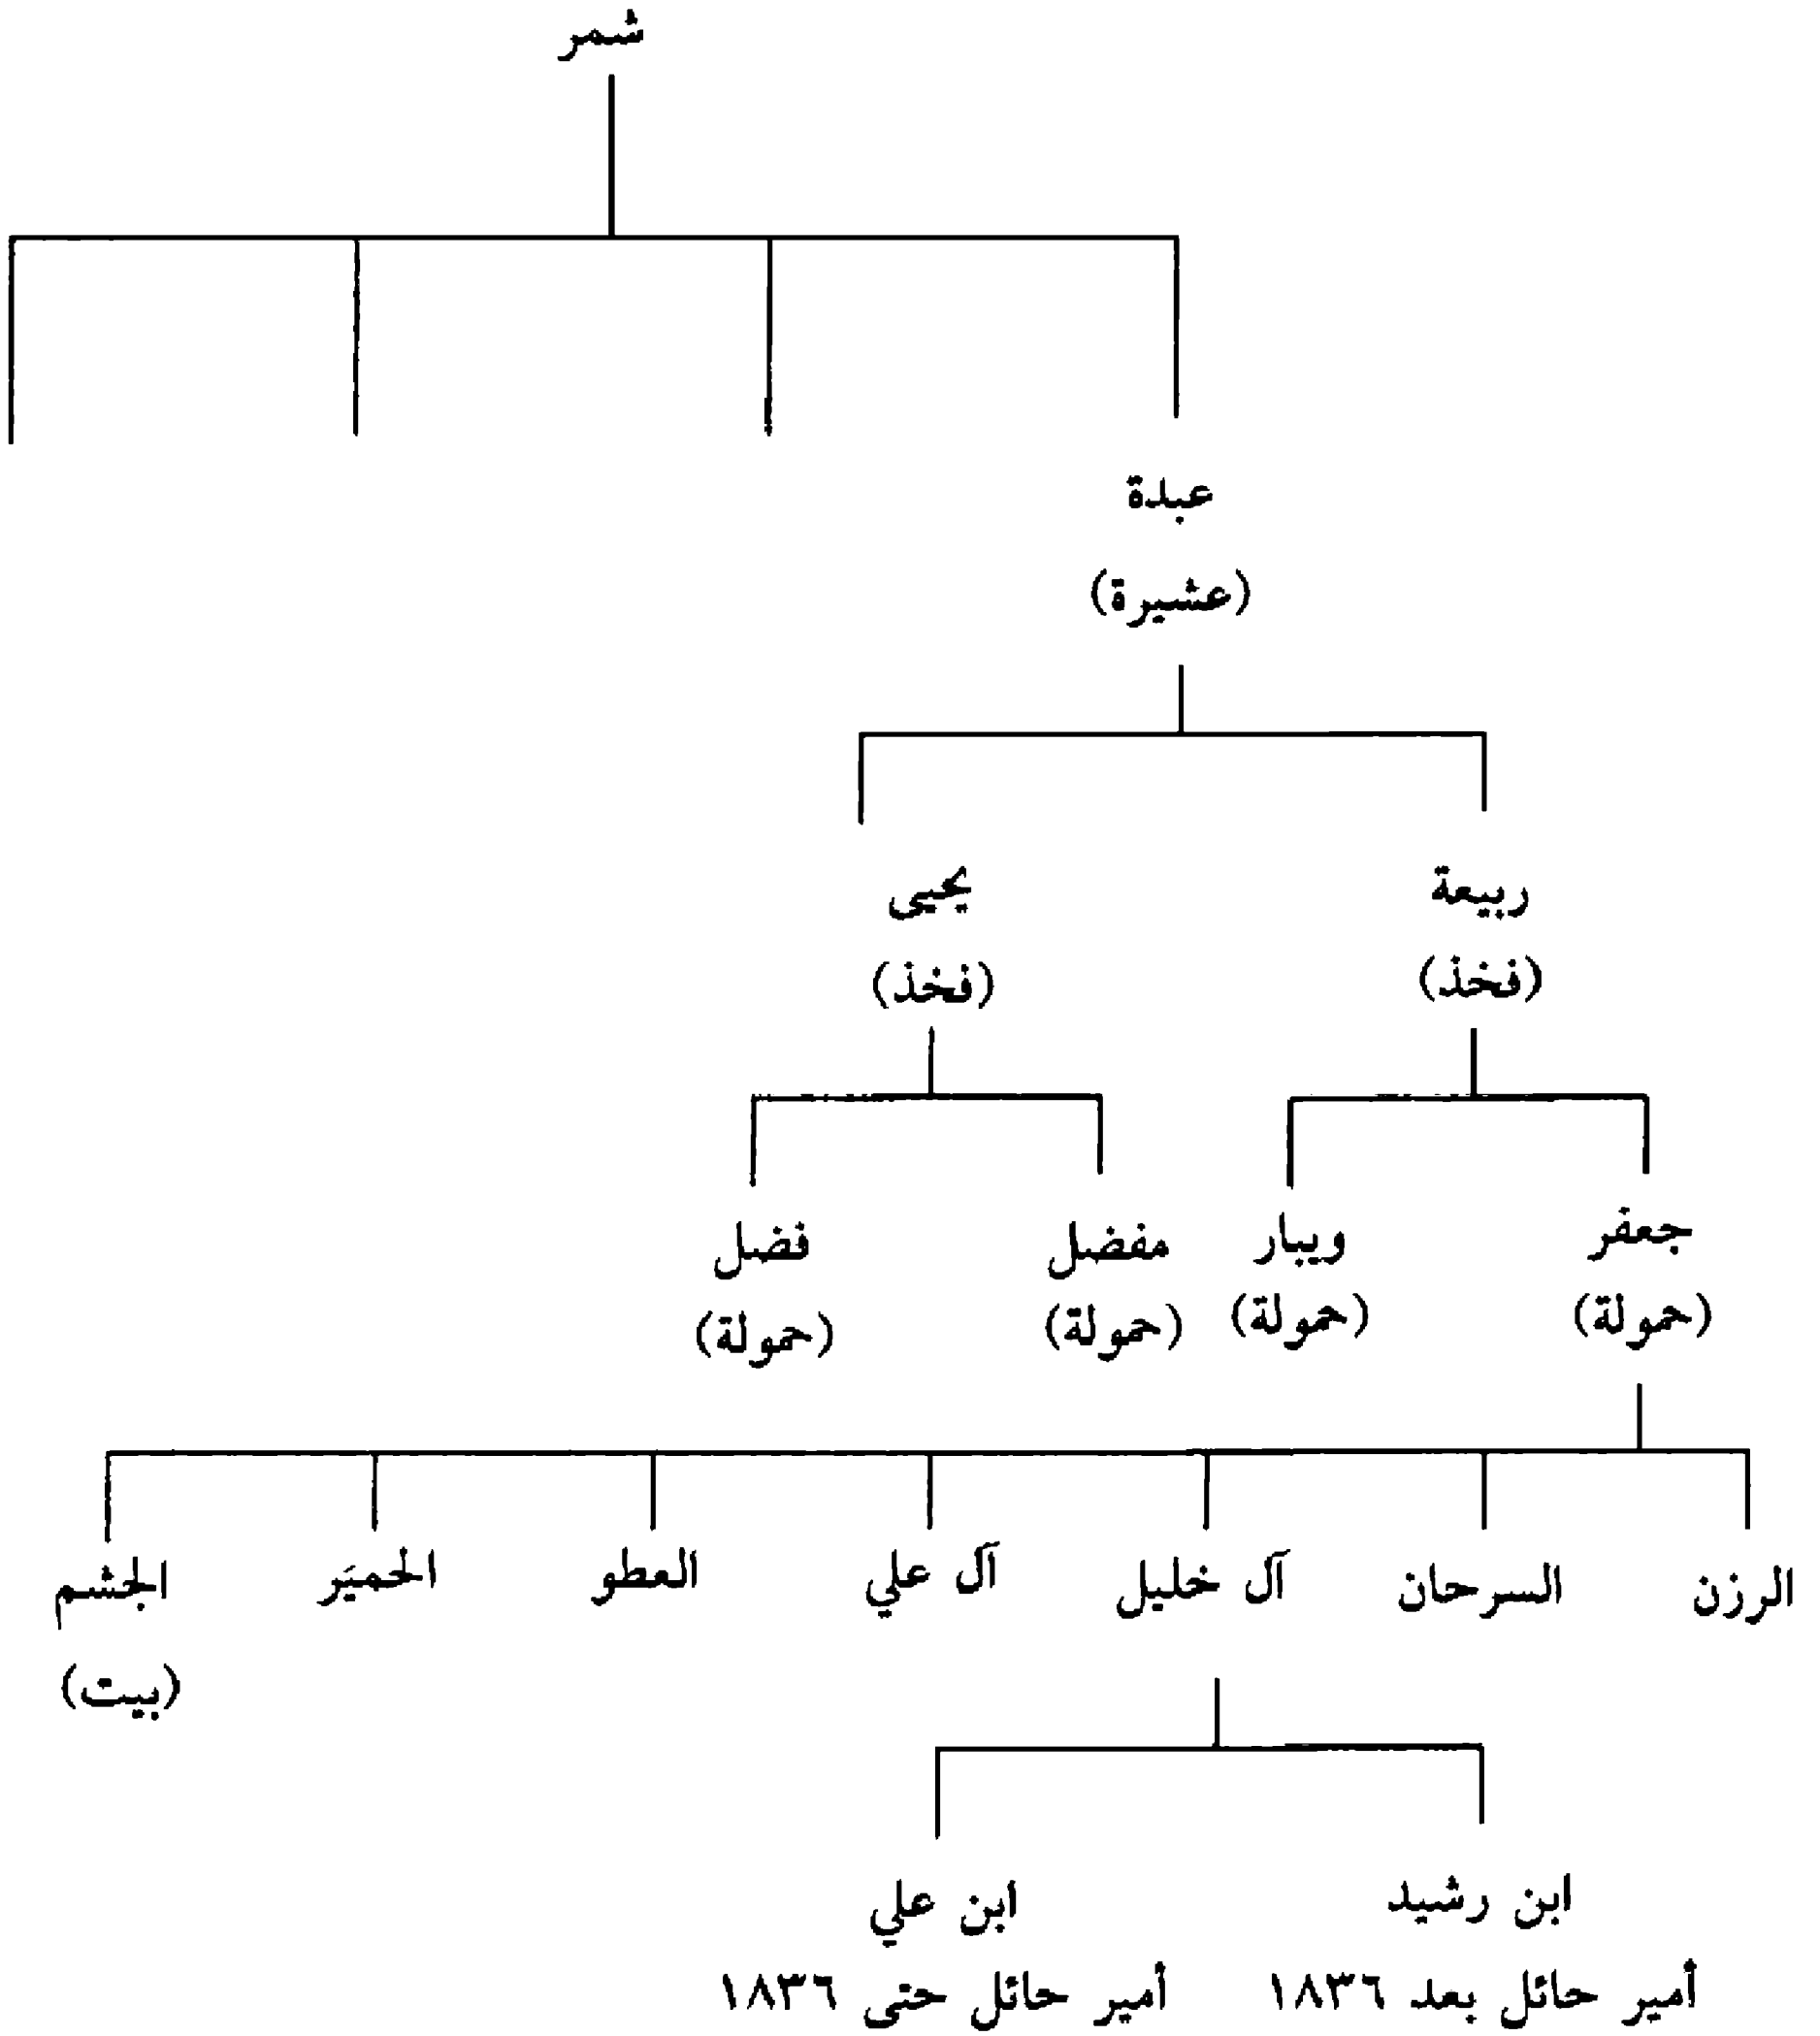 شمر
عبدة
(عشيرة)
ربيعة
(فخذ)
يحيى
(فخذ)
جعفر
(حمولة)
ويبار
(حمولة)
مفضل
(حمولة)
فضل
(حمولة)
الرزن
السرحان
آل خليل
آل علي
العطو
الخميَر
الجشم
(بيت)
ابن رشيد
أمير حائل بعد ١٨٣٦
ابن علي
أمير حائل حتى ١٨٣٦